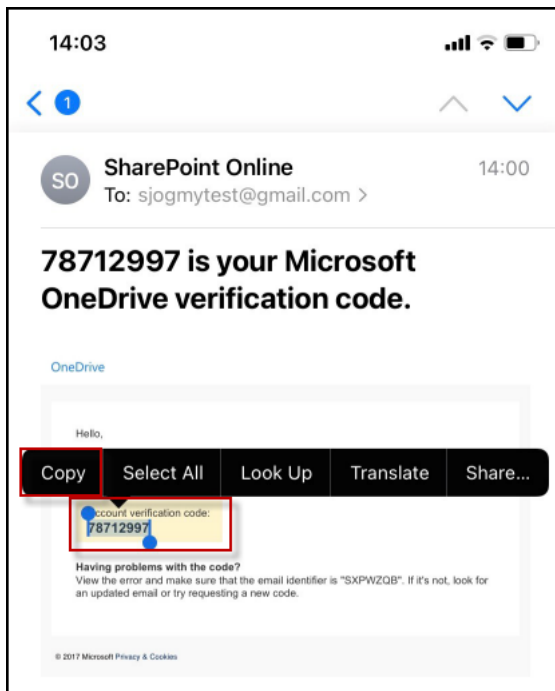 14:03
1
SO
SharePoint Online
14:00
To: sjogmytest@gmail.com >
78712997 is your Microsoft
OneDrive verification code.
OneDrive
Hello,
Copy
Select All
Look Up
Translate
Share...
ccount verification code:
78712997
Having problems with the code?
View the error and make sure that the email identifier is "SXPWZQB". If it's not, look for
an updated email or try requesting a new code.
© 2017 Microsoft Privacy & Cookies